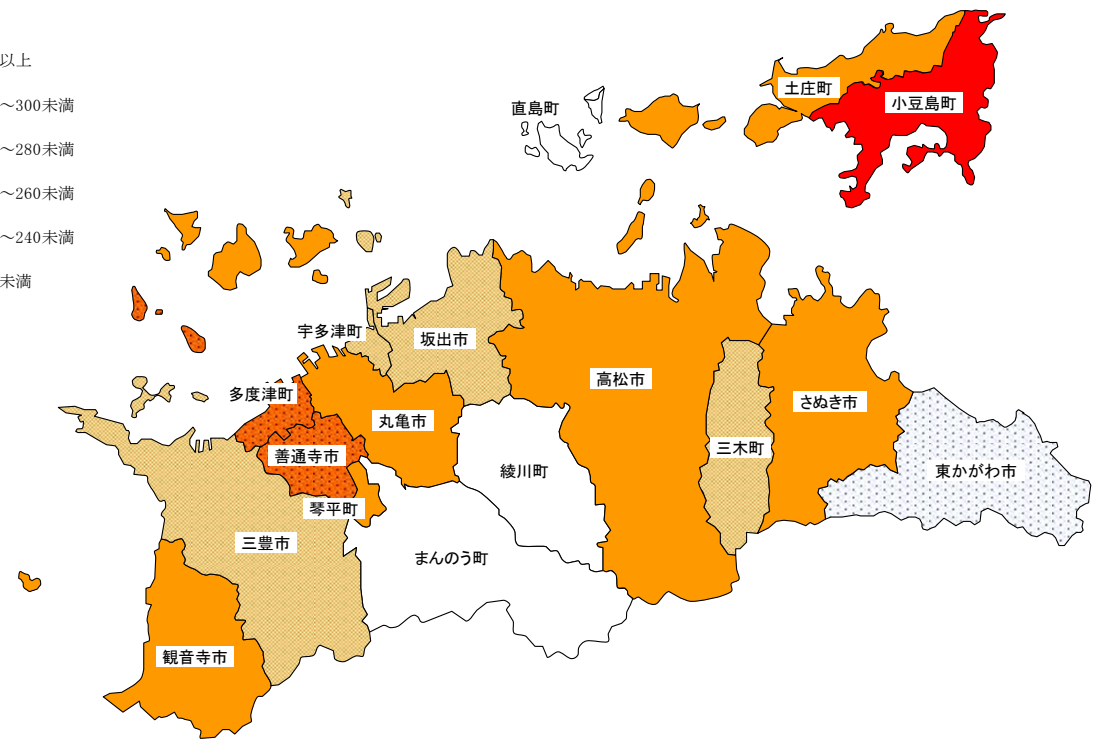 以上
～300未満
～280未満
～260未満
～240未満
未満
直島町
土庄町
小豆島町
宇多津町
坂出市
高松市
多度津町
丸亀市
さぬき市
善通寺市
三木町
綾川町
東かがわ市
琴平町
三豊市
まんのう町
観音寺市